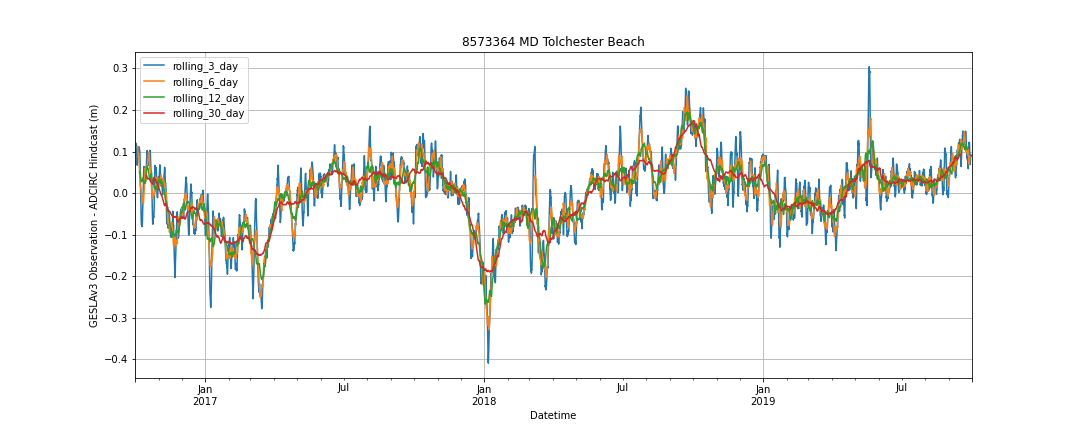 8573364 MD Tolchester Beach
rolling_3_day
rolling_6_day
rolling_12_day
rolling_30_day
GESLAv3 Observation - ADCIRC Hindcast (m)
0.3
0.2
0.1
0.0
−0.1
−0.2
−0.3
−0.4
Jan
2017
Jul
Jan
2018
Jul
Jan
2019
Jul
Datetime